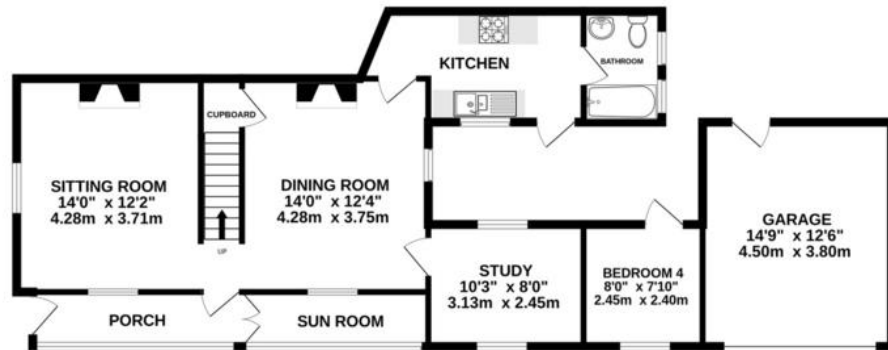 KITCHEN
BATHROOM
CUPBOARD
SITTING ROOM
14'0" x 12'2"
4.28m x 3.71m
DINING ROOM
14'0" x 12'4"
4.28m x 3.75m
UP
GARAGE
14'9" x 12'6"
4.50m x 3.80m
STUDY
10'3" x 8'0"
3.13m x 2.45m
BEDROOM 4
8'0" x 7'10"
2.45m x 2.40m
PORCH
SUN ROOM